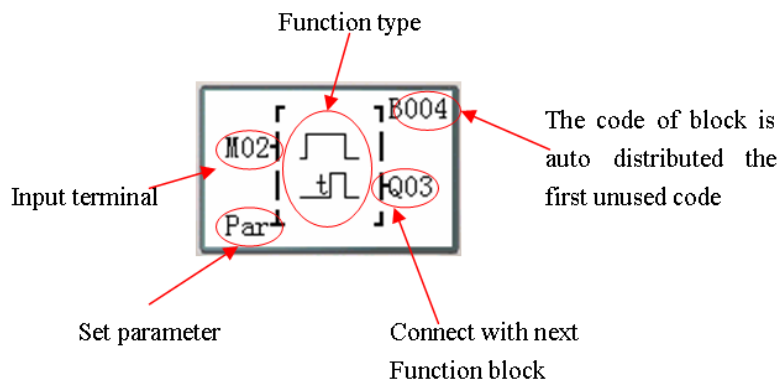 Function type
B004
M02
t
Q03
Par
The code of block is
auto distributed the
first unused code
Input terminal
Set parameter
Connect with next
Function block